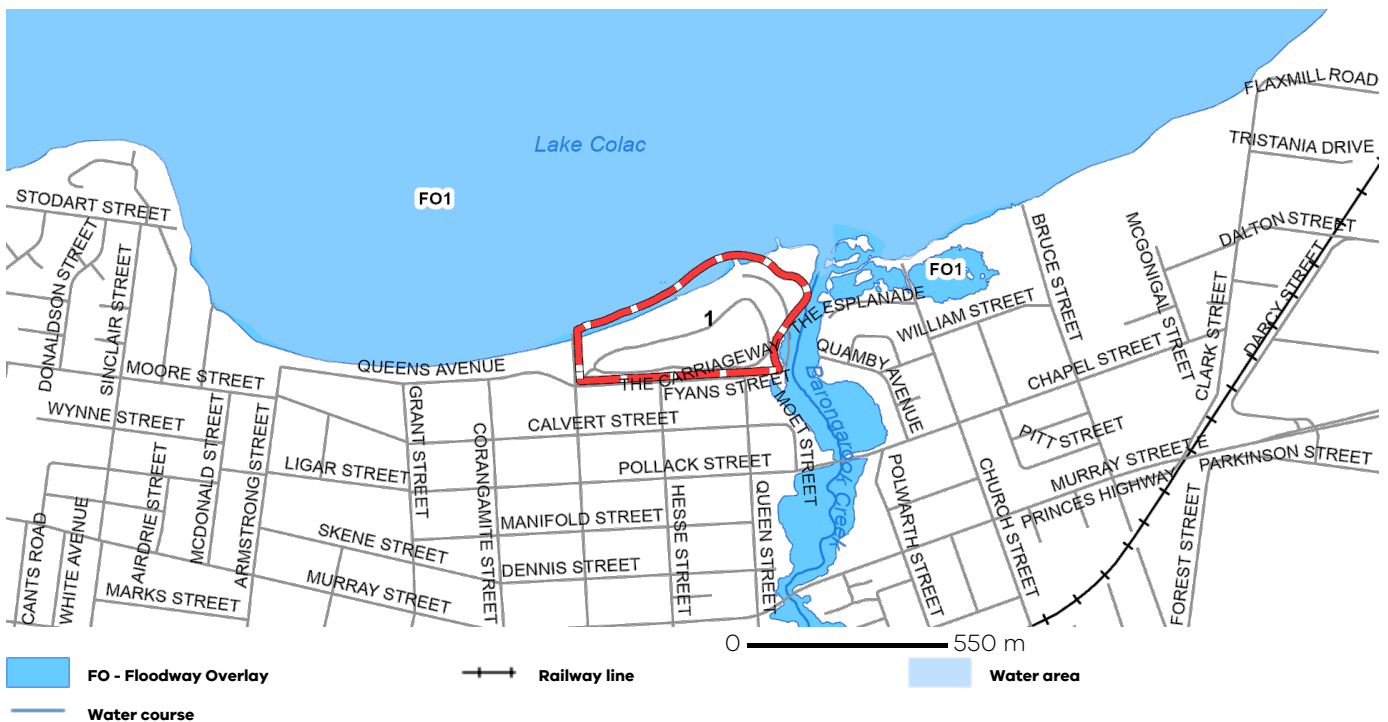 FLAXMILL ROAD
TRISTANIA DRIVE
Lake Colac
STODART STREET
FO1
DONALDSON STREET
SINCLAIR STREET
BRUCE STREET
MCGONIGAL STREET
DALTON STREET
FO1
CLARK STREET
DARCY STREET
THE ESPLANADE
WILLIAM STREET
1
QUAMBY AVENUE
CHAPEL STREET
QUEENS AVENUE
THE CARRIAGEWAY
FYANS STREET
MOORE STREET
WYNNE STREET
GRANT STREET
CALVERT STREET
MOET STREET
Barongarook Creek
PITT STREET
MURRAY STREET E
PRINCES HIGHWAY
PARKINSON STREET
CORANGAMITE STREET
LIGAR STREET
POLLACK STREET
POLWARTH STREET
CHURCH STREET
CANTS ROAD
WHITE AVENUE
AIRDRIE STREET
MCDONALD STREET
ARMSTRONG STREET
SKENE STREET
MANIFOLD STREET
HESSE STREET
QUEEN STREET
DENNIS STREET
MURRAY STREET
MARKS STREET
FOREST STREET
0 550 m
FO - Floodway Overlay
Railway line
Water area
Water course